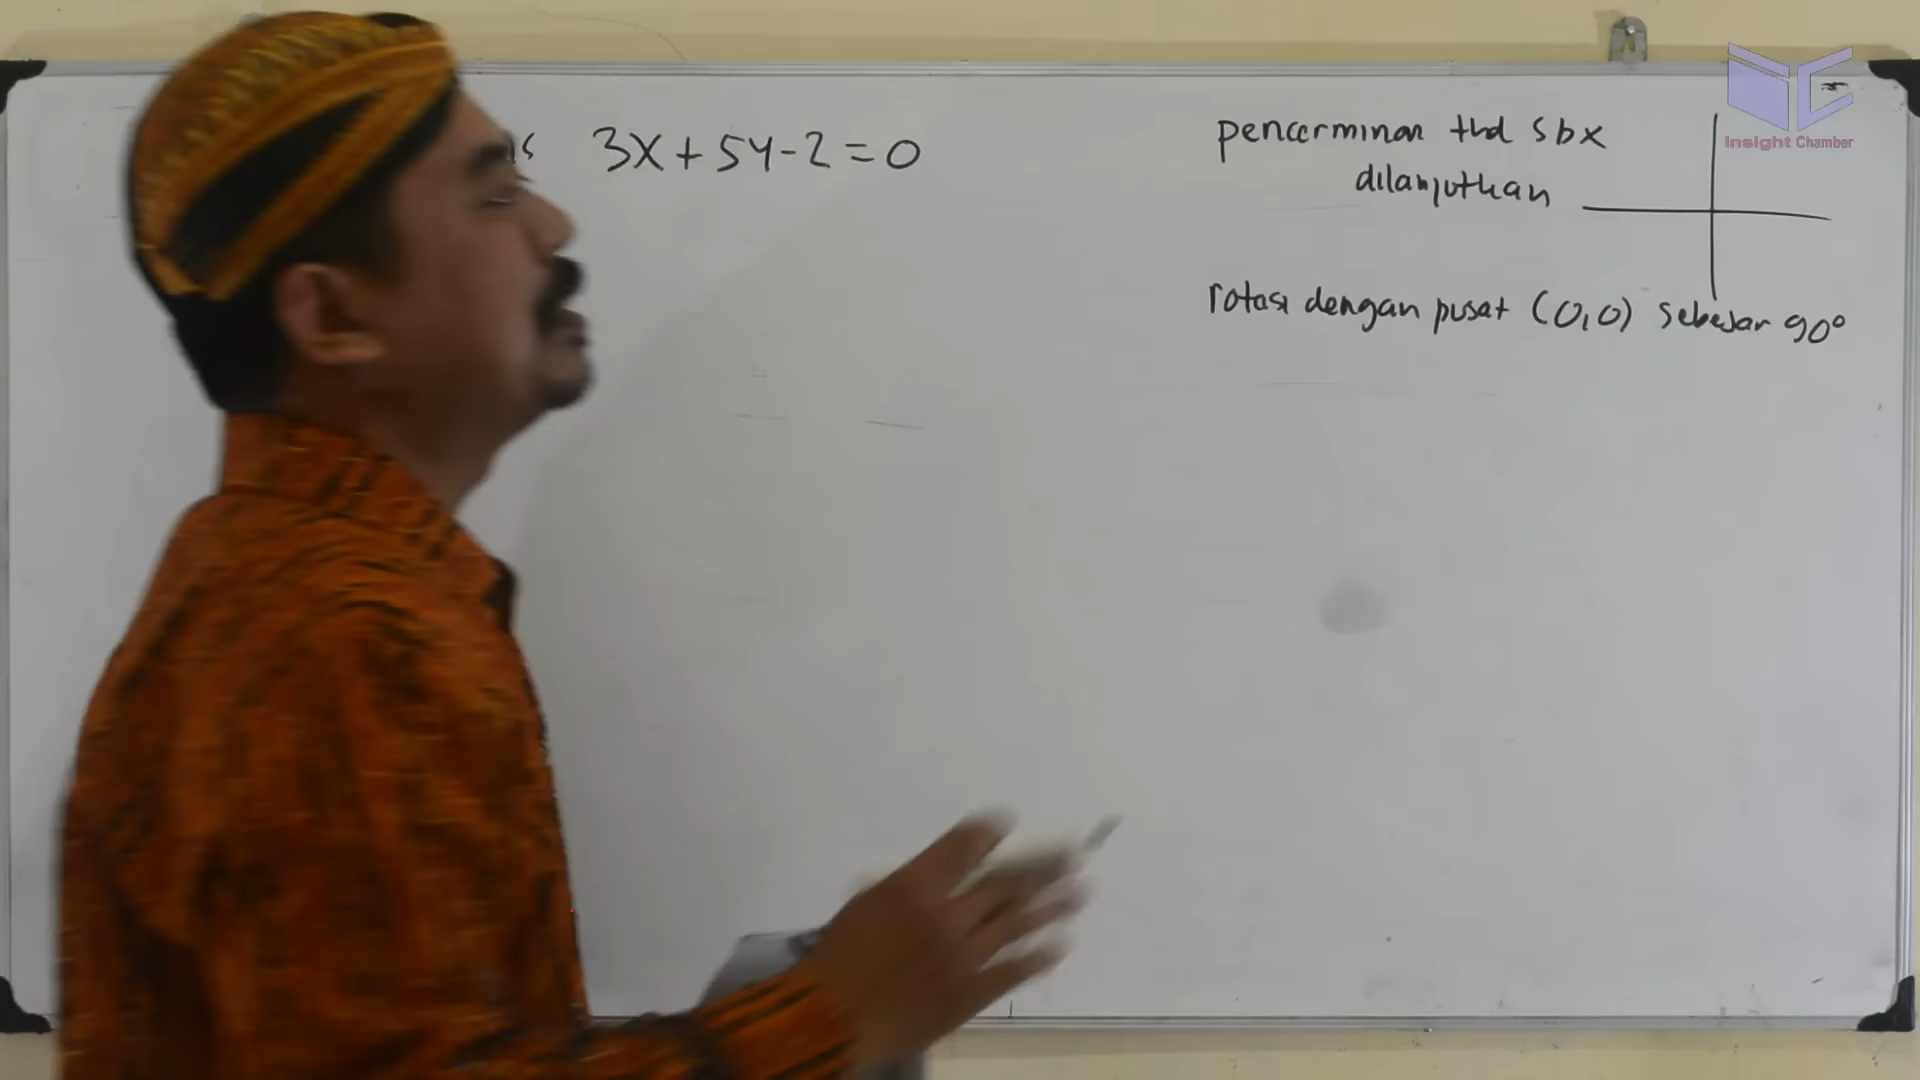 3x + 5y - 2 = 0
pencerminan thd sbx
dilanjutkan
rotasi dengan pusat (0,0) sebesar 90°
Insight Chamber